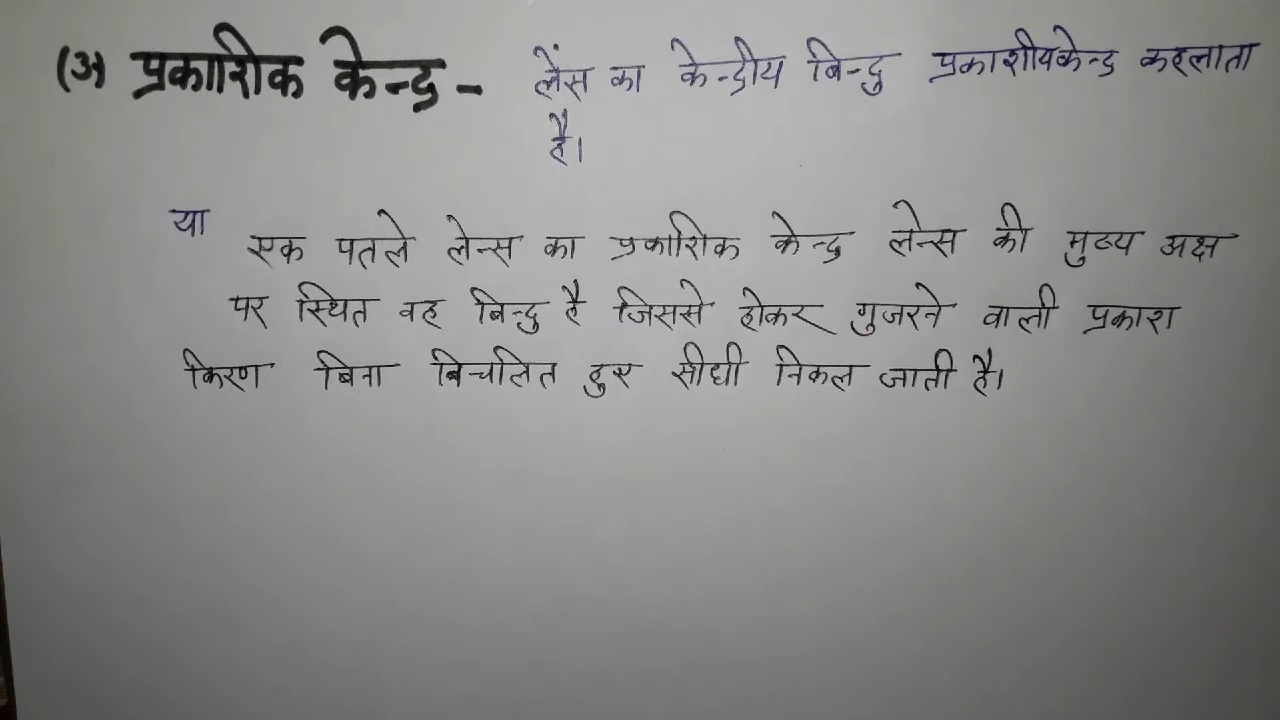 (अ) प्रकाशिक केन्द्र - लेंस का केन्द्रीय बिन्दु प्रकाशीयकेन्द्र कहलाता
है।
या
एक पतले लेन्स का प्रकाशिक केन्द्र लेन्स की मुख्य अक्ष
पर स्थित वह बिन्दु है जिससे होकर गुजरने वाली प्रकाश
किरण बिना विचलित हुए सीधी निकल जाती है।